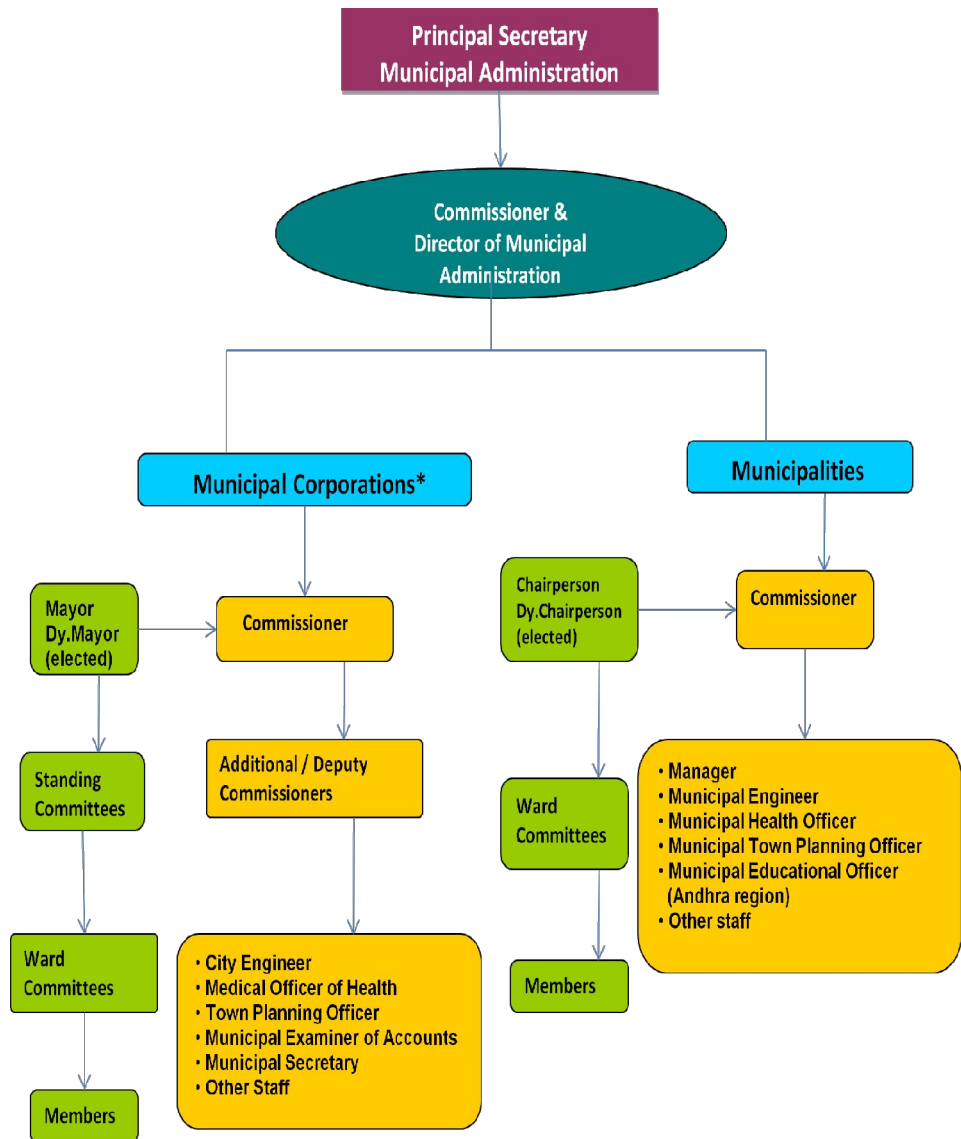 Principal Secretary
Municipal Administration
Commissioner &
Director of Municipal
Administration
Municipal Corporations*
Municipalities
Mayor
Dy.Mayor
(elected)
Commissioner
Chairperson
Dy.Chairperson
(elected)
Commissioner
Standing
Committees
Additional / Deputy
Commissioners
Ward
Committees
• Manager
• Municipal Engineer
• Municipal Health Officer
• Municipal Town Planning Officer
• Municipal Educational Officer
(Andhra region)
• Other staff
Ward
Committees
• City Engineer
• Medical Officer of Health
• Town Planning Officer
• Municipal Examiner of Accounts
• Municipal Secretary
• Other Staff
Members
Members